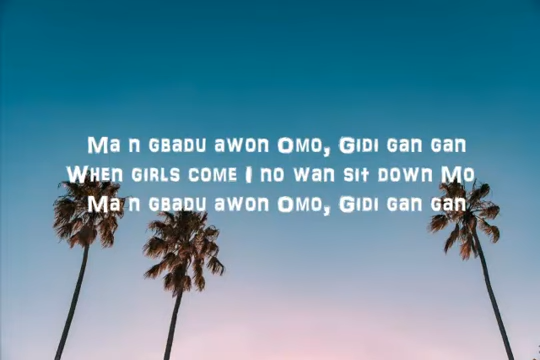 Ma n gbadu awon Omo, Gidi gan gan
When girls come I no wan sit down Mo
Ma n gbadu awon Omo, Gidi gan gan